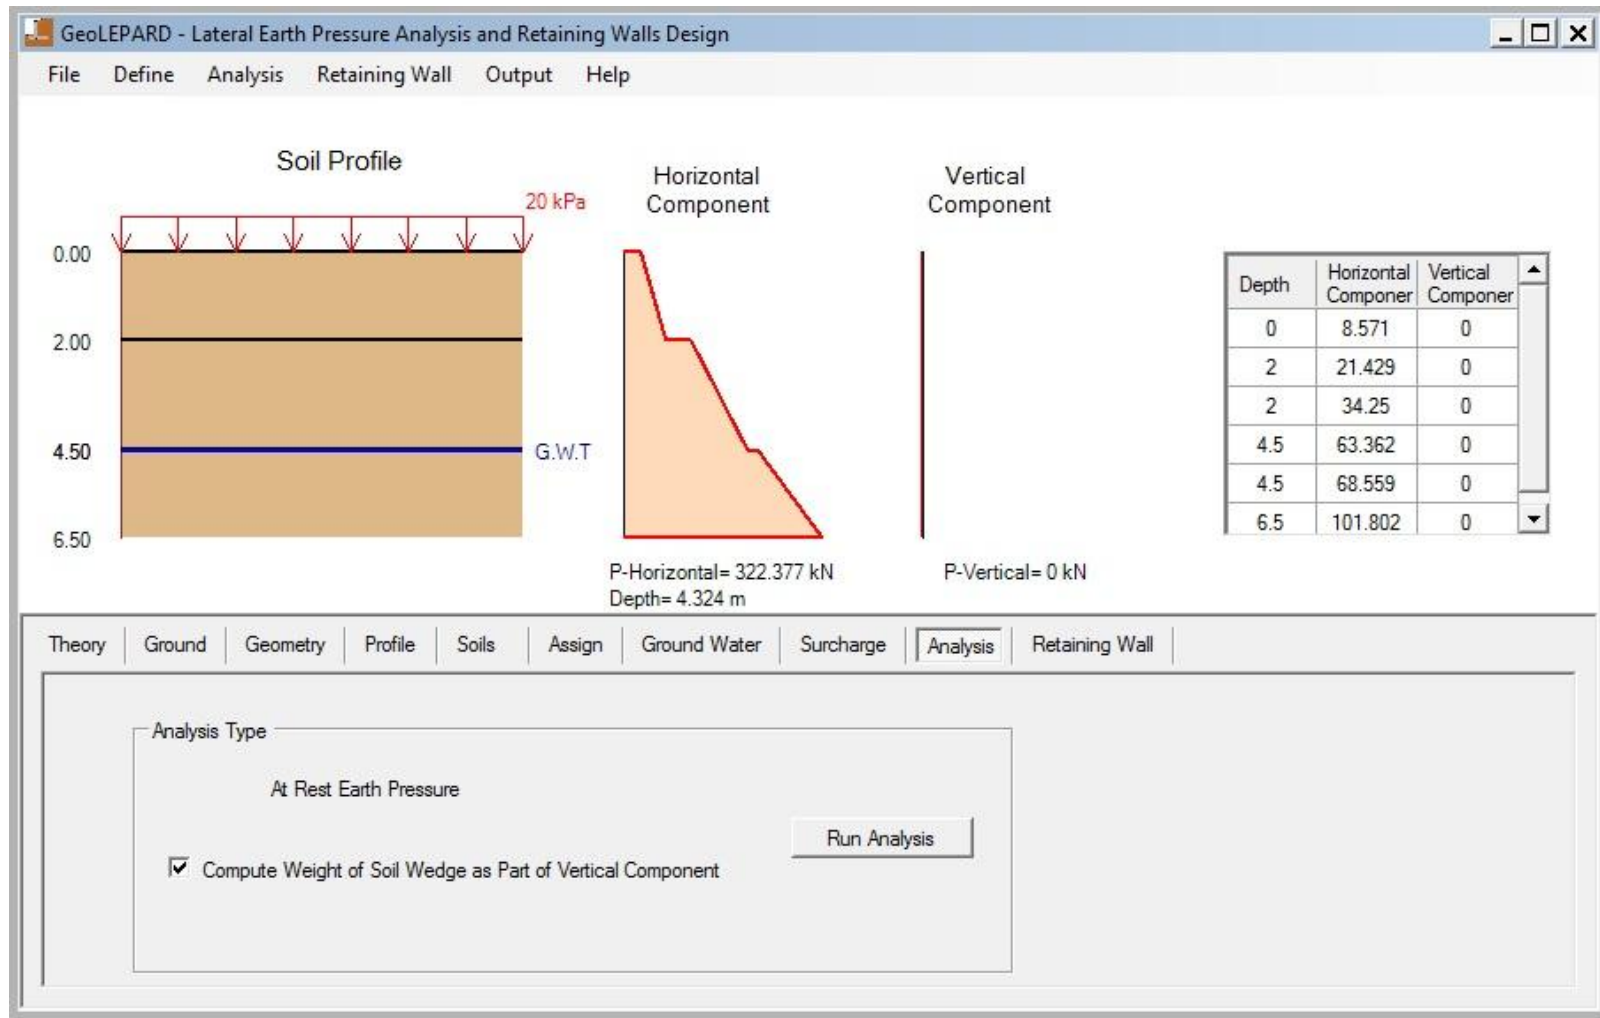 GeoLEPARD - Lateral Earth Pressure Analysis and Retaining Walls Design
File Define Analysis Retaining Wall Output Help
Soil Profile
Horizontal
Component
Vertical
Component
20 kPa
0.00
2.00
4.50
G.W.T
6.50
P-Horizontal= 322.377 kN
Depth= 4.324 m
P-Vertical= 0 kN
Depth Horizontal Componer Vertical Componer
0 8.571 0
2 21.429 0
2 34.25 0
4.5 63.362 0
4.5 68.559 0
6.5 101.802 0
Theory Ground Geometry Profile Soils Assign Ground Water Surcharge Analysis Retaining Wall
Analysis Type
At Rest Earth Pressure
Run Analysis
Compute Weight of Soil Wedge as Part of Vertical Component